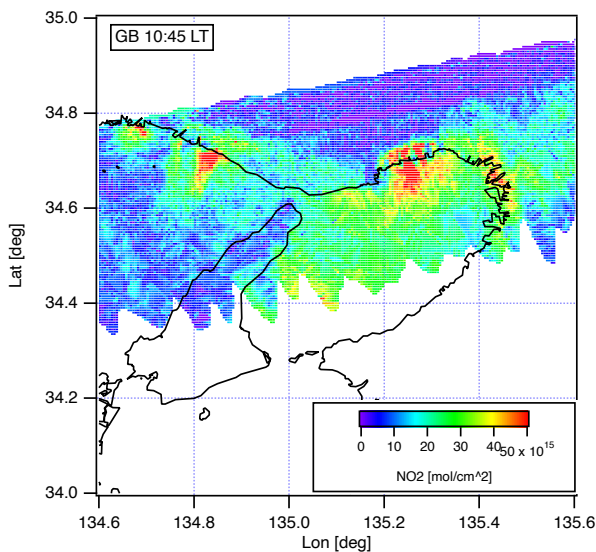 35.0
GB 10:45 LT
34.8
34.6
Lat [deg]
34.4
34.2
34.0
0 10 20 30 40 50 x 10^15
NO2 [mol/cm^2]
134.6 134.8 135.0 135.2 135.4 135.6
Lon [deg]